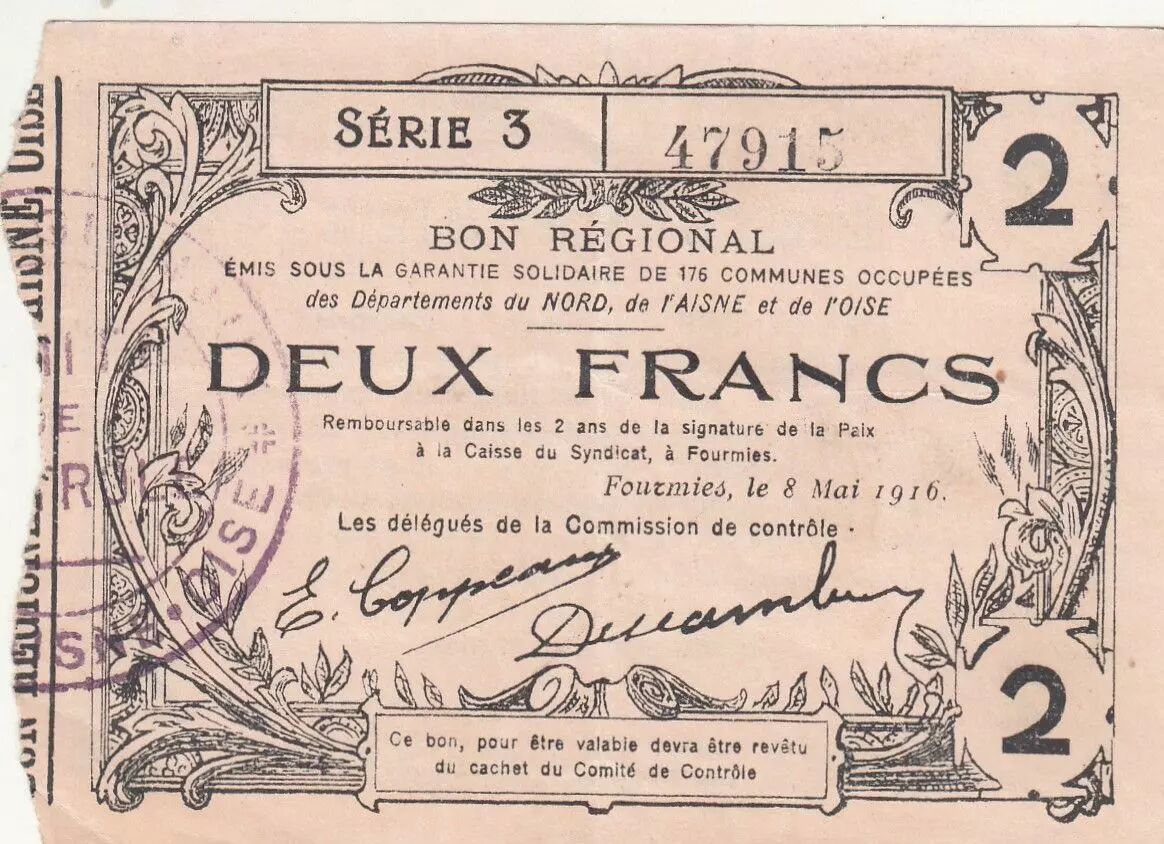 SÉRIE 3
47915
2
BON RÉGIONAL
ÉMIS SOUS LA GARANTIE SOLIDAIRE DE 176 COMMUNES OCCUPÉES
des Départements du NORD, de l'AISNE et de l'OISE
DEUX FRANCS
Remboursable dans les 2 ans de la signature de la Paix
à la Caisse du Syndicat, à Fourmies.
Fourmies, le 8 Mai 1916.
Les délégués de la Commission de contrôle
2
Ce bon, pour être valable devra être revêtu
du cachet du Comité de Contrôle
AISNE, OISE
OISE